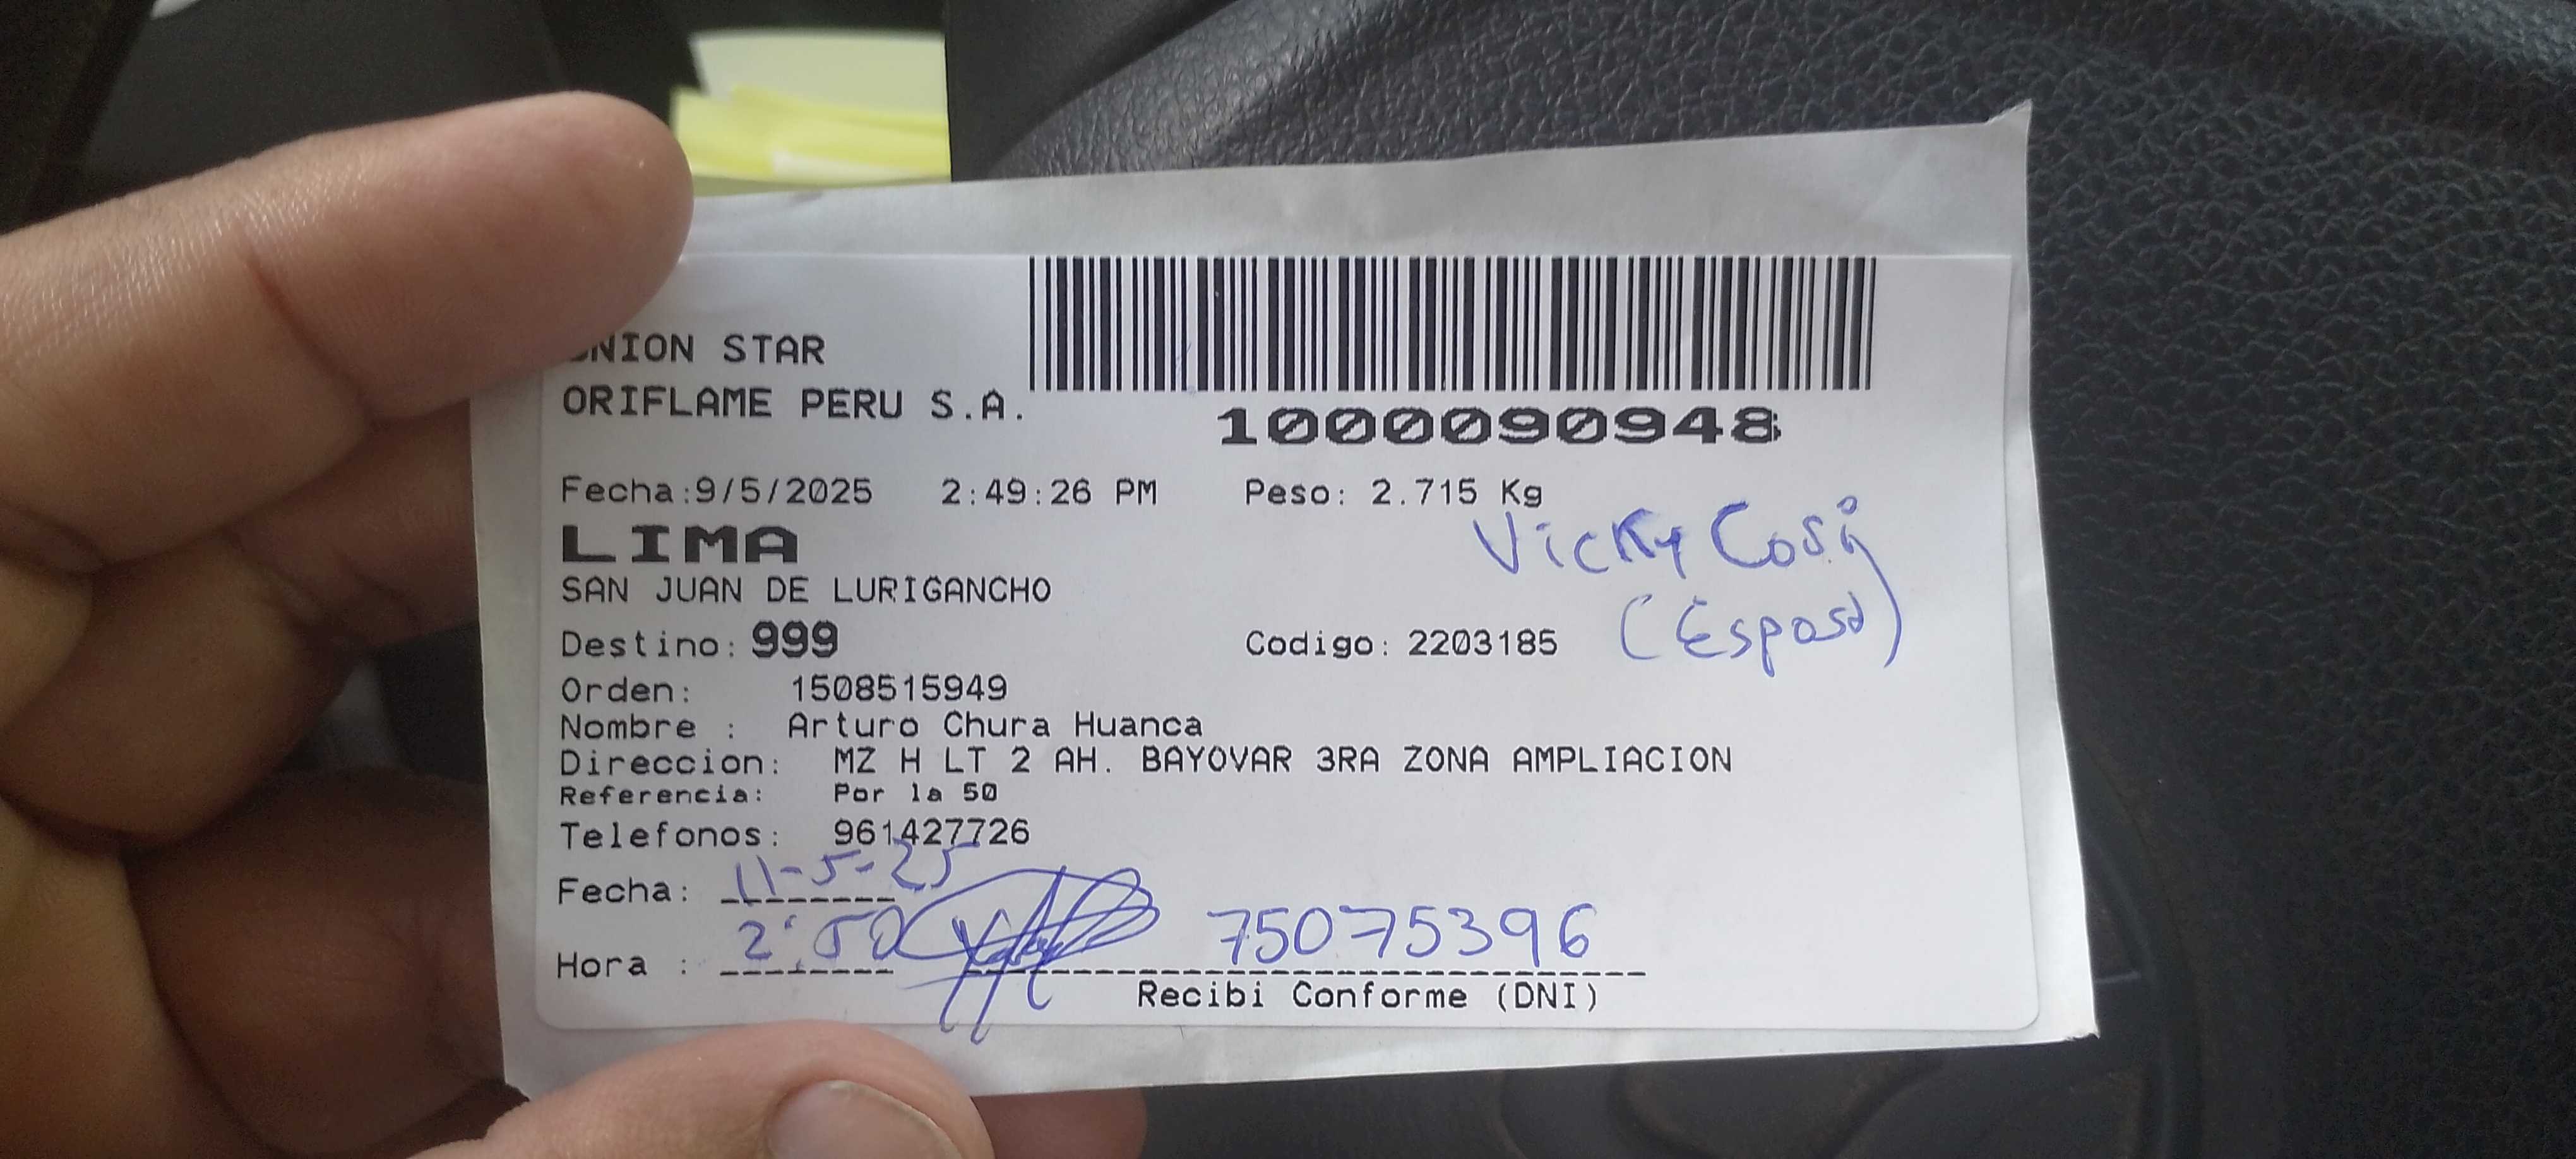 UNION STAR
ORIFLAME PERU S.A.
1000090948
Fecha:9/5/2025 2:49:26 PM Peso: 2.715 Kg
LIMA
Vicky Cosi
SAN JUAN DE LURIGANCHO
(Esposa)
Destino: 999 Codigo: 2203185
Orden: 1508515949
Nombre : Arturo Chura Huanca
Direccion: MZ H LT 2 AH. BAYOVAR 3RA ZONA AMPLIACION
Referencia: Por la 50
Telefonos: 961427726
Fecha: 11-5-25
Hora : 2:50 75075396
Recibi Conforme (DNI)